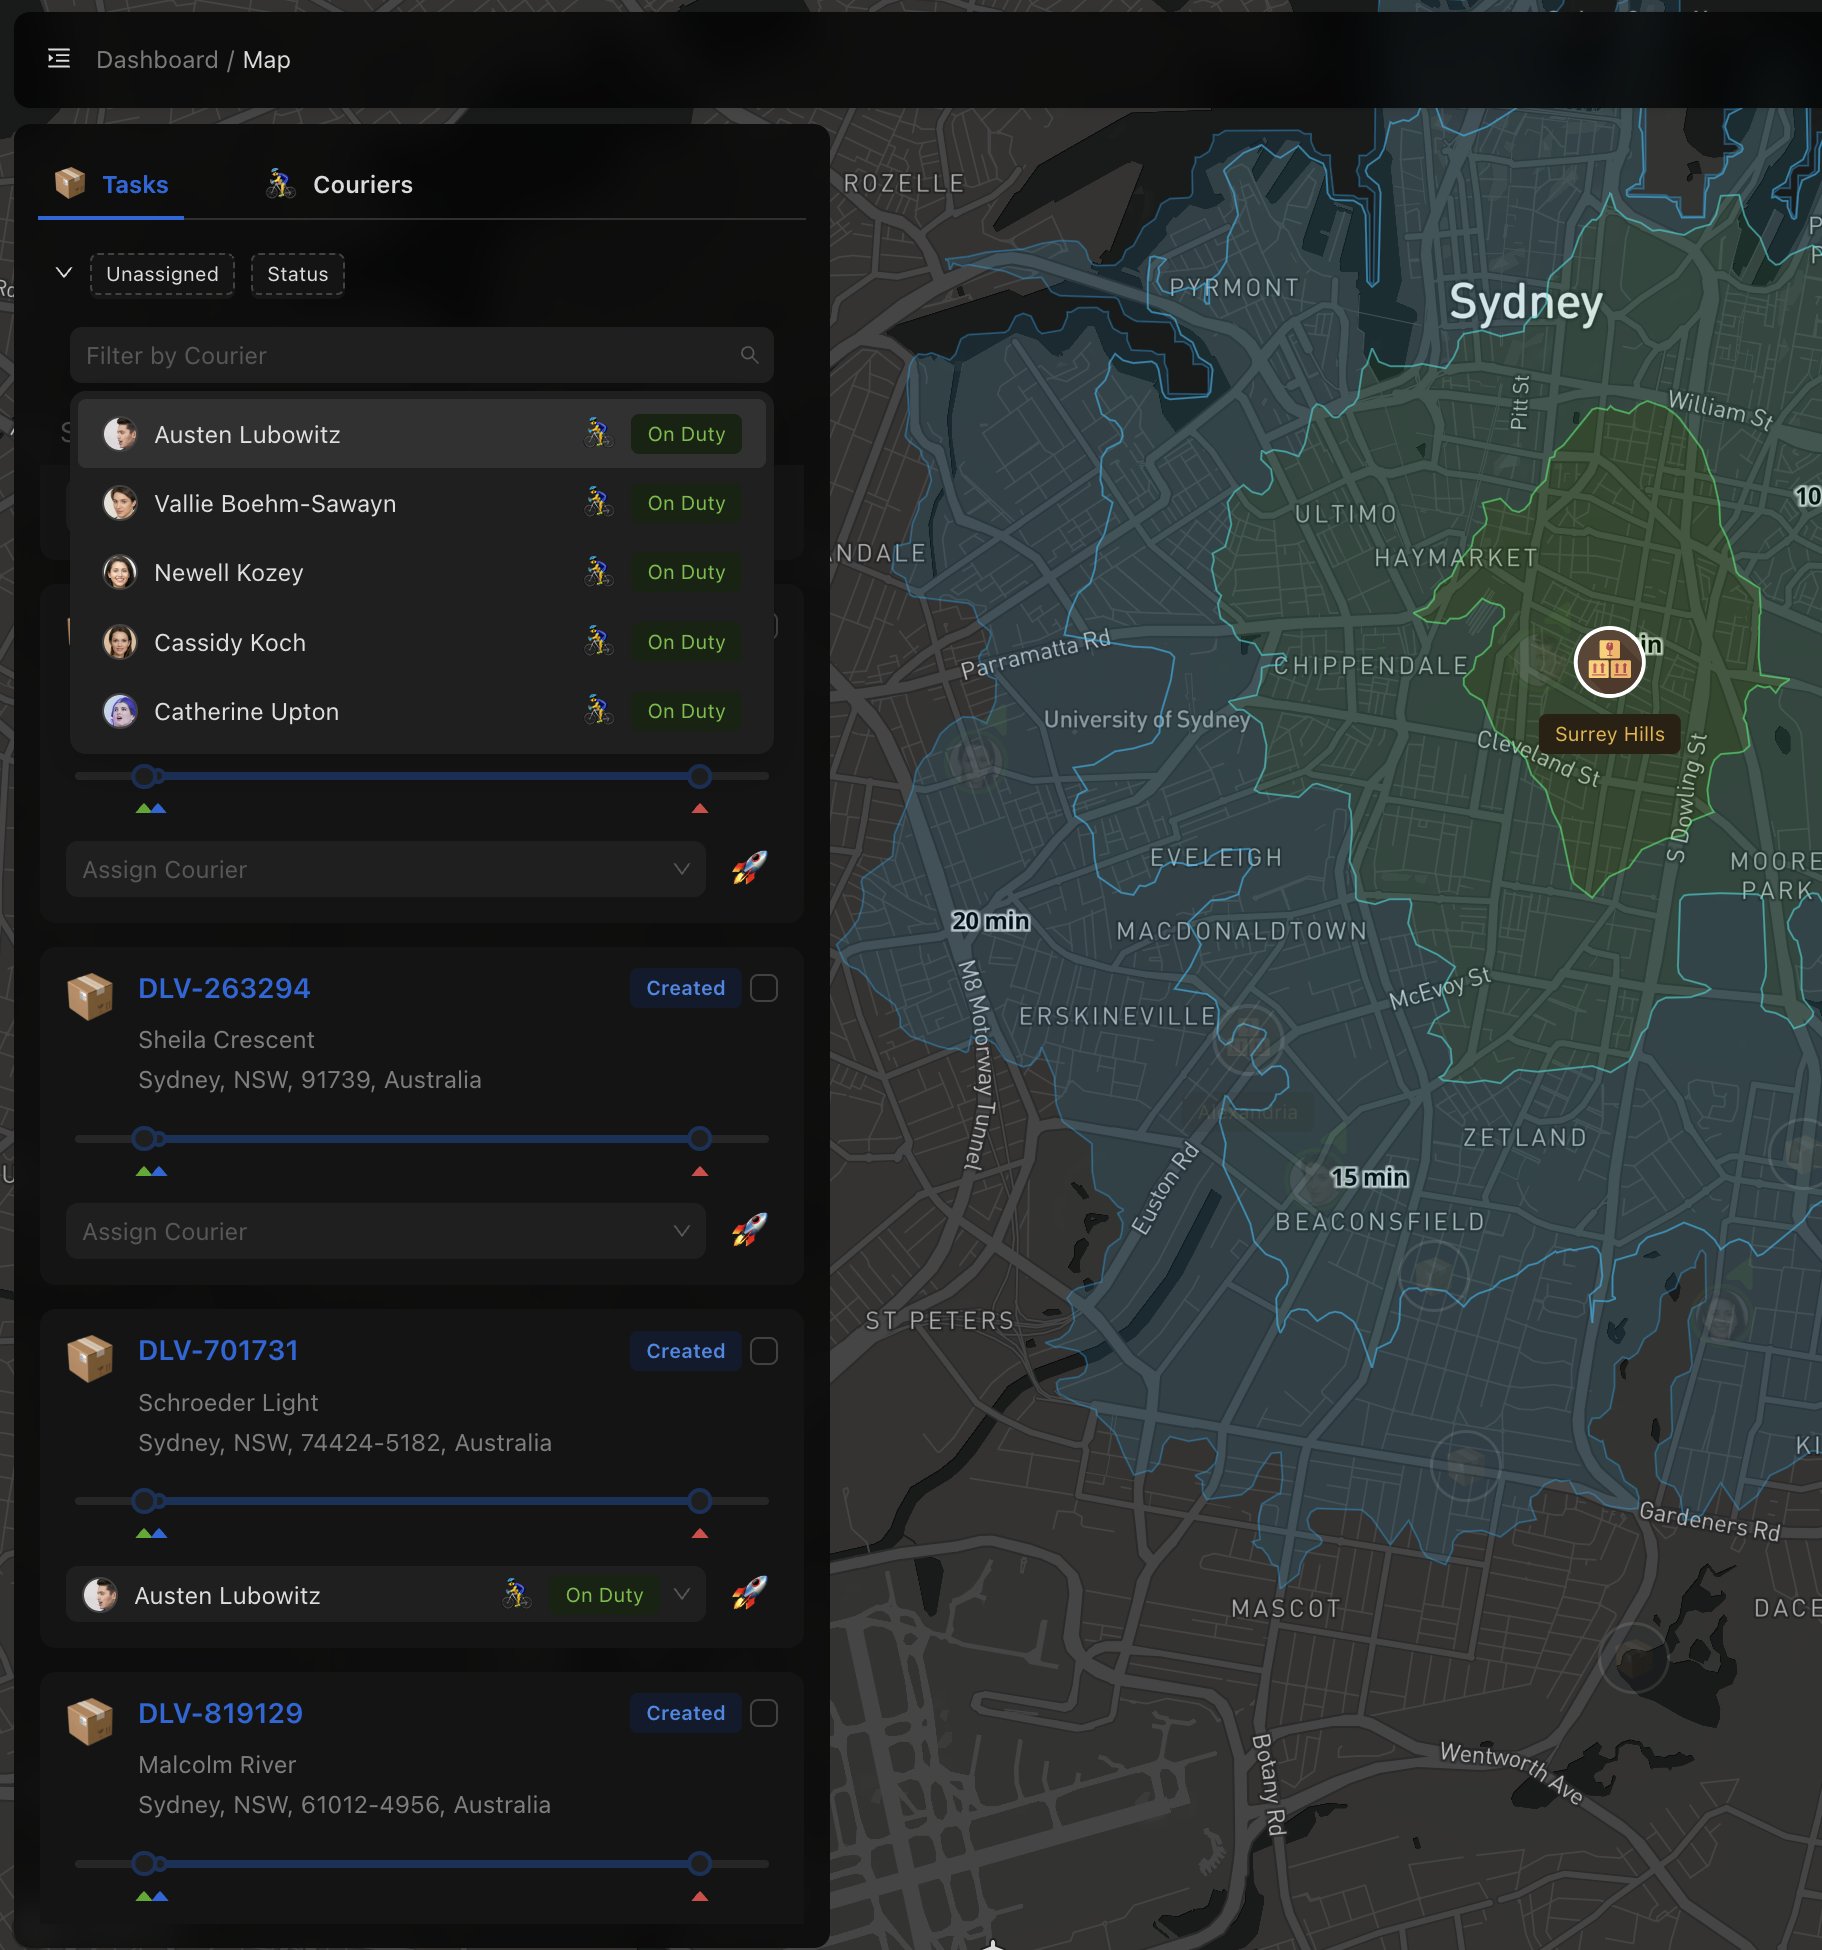 Dashboard / Map
Tasks
Couriers
Unassigned
Status
Filter by Courier
Austen Lubowitz
On Duty
Vallie Boehm-Sawayn
On Duty
Newell Kozey
On Duty
Cassidy Koch
On Duty
Catherine Upton
On Duty
Assign Courier
DLV-263294
Created
Sheila Crescent
Sydney, NSW, 91739, Australia
Assign Courier
DLV-701731
Created
Schroeder Light
Sydney, NSW, 74424-5182, Australia
Austen Lubowitz
On Duty
DLV-819129
Created
Malcolm River
Sydney, NSW, 61012-4956, Australia
ROZELLE
PYRMONT
Sydney
Pitt St
William St
10
ULTIMO
HAYMARKET
Parramatta Rd
CHIPPENDALE
University of Sydney
Surrey Hills
Cleveland St
S Dowling St
EVELEIGH
MOORE
PARK
20 min
MACDONALDTOWN
M8 Motorway Tunnel
McEvoy St
ERSKINEVILLE
Alexandria
ZETLAND
Euston Rd
15 min
BEACONSFIELD
ST PETERS
Gardeners Rd
MASCOT
Botany Rd
Wentworth Ave